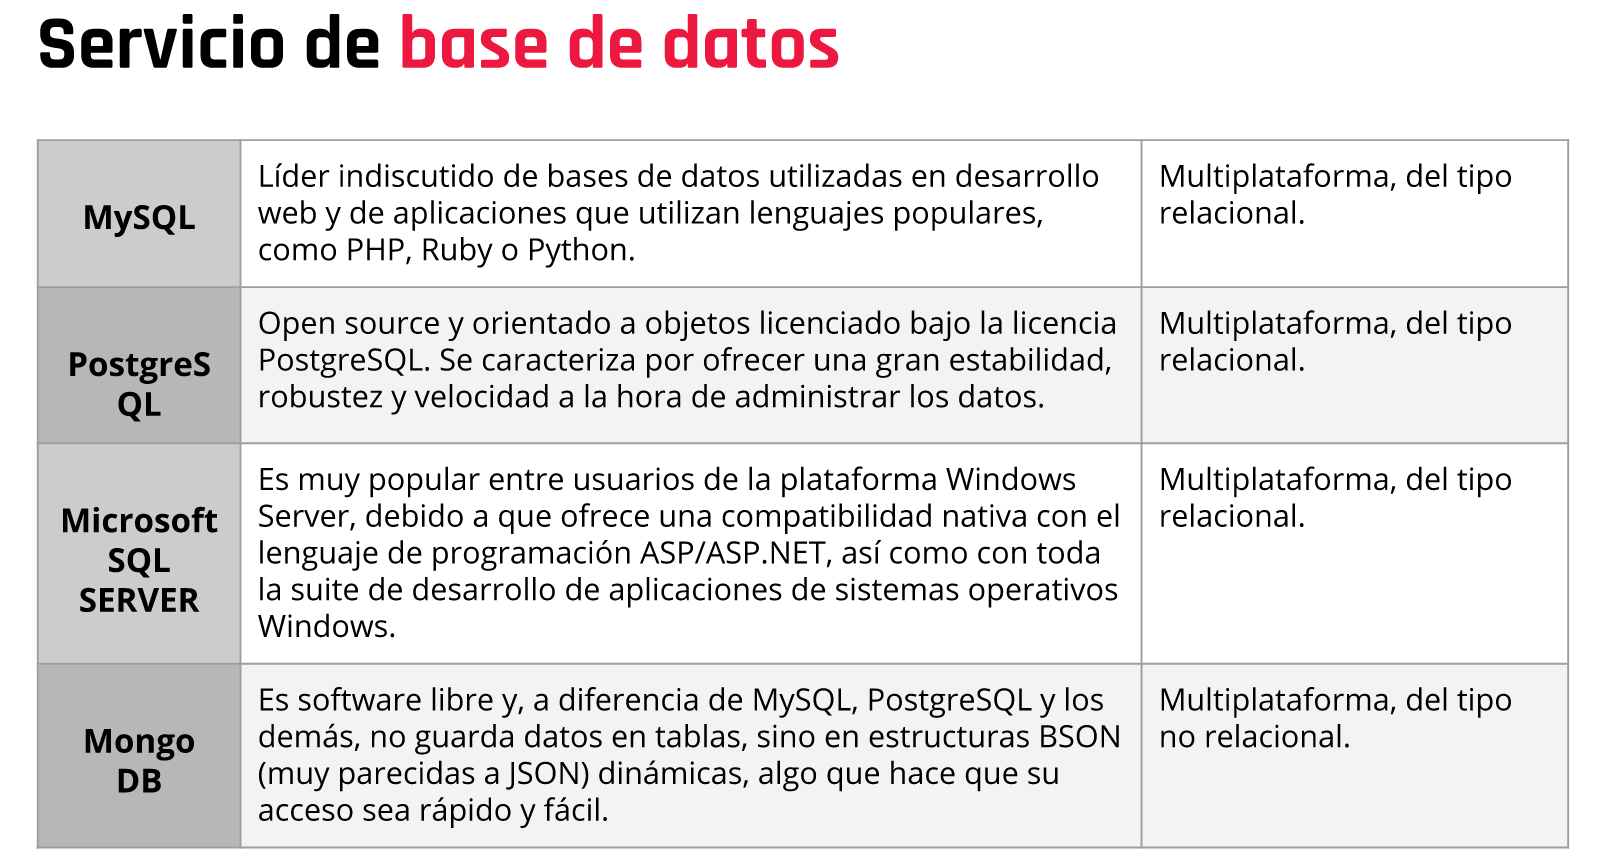 Servicio de base de datos
MySQL
Líder indiscutido de bases de datos utilizadas en desarrollo
web y de aplicaciones que utilizan lenguajes populares,
como PHP, Ruby o Python.
Multiplataforma, del tipo
relacional.
PostgreS
QL
Open source y orientado a objetos licenciado bajo la licencia
PostgreSQL. Se caracteriza por ofrecer una gran estabilidad,
robustez y velocidad a la hora de administrar los datos.
Multiplataforma, del tipo
relacional.
Microsoft
SQL
SERVER
Es muy popular entre usuarios de la plataforma Windows
Server, debido a que ofrece una compatibilidad nativa con el
lenguaje de programación ASP/ASP.NET, así como con toda
la suite de desarrollo de aplicaciones de sistemas operativos
Windows.
Multiplataforma, del tipo
relacional.
Mongo
DB
Es software libre y, a diferencia de MySQL, PostgreSQL y los
demás, no guarda datos en tablas, sino en estructuras BSON
(muy parecidas a JSON) dinámicas, algo que hace que su
acceso sea rápido y fácil.
Multiplataforma, del tipo
no relacional.